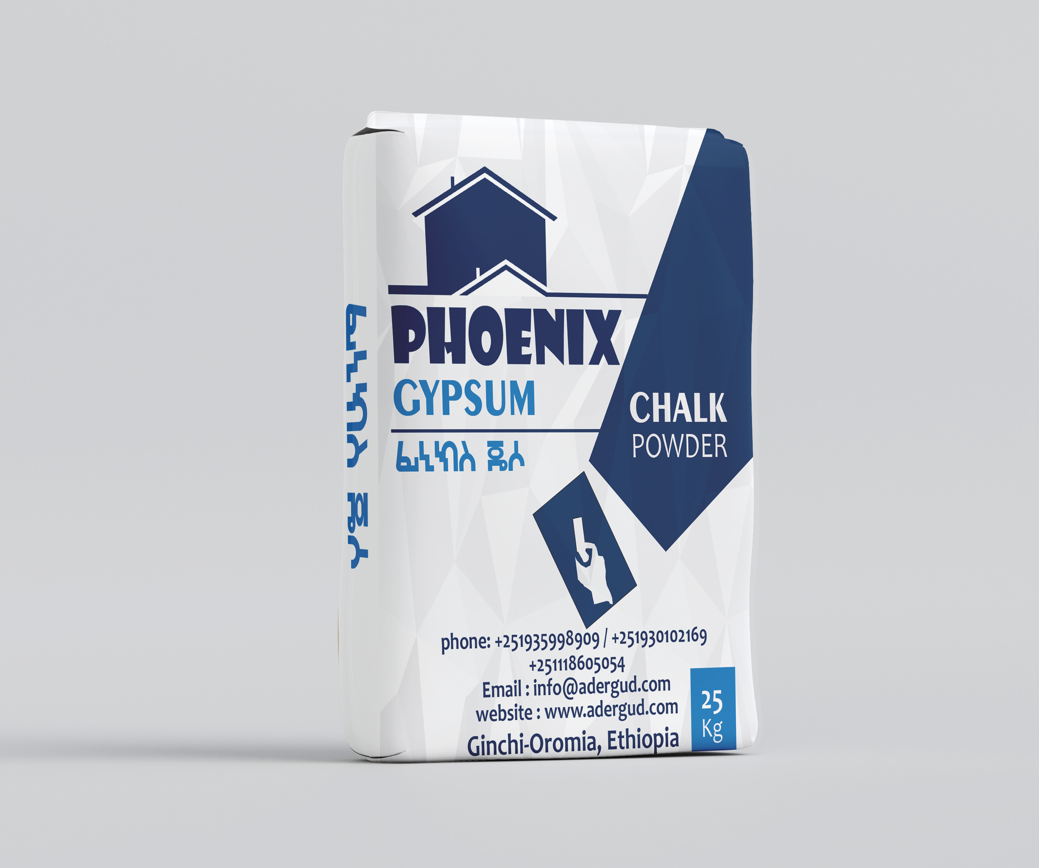 PHOENIX
GYPSUM
ፊኒክስ ጄሶ
CHALK
POWDER
phone: +251935998909 / +251930102169
+251118605054
Email : info@adergud.com
website : www.adergud.com
Ginchi-Oromia, Ethiopia
25
Kg
ፊኒክስ ጄሶ